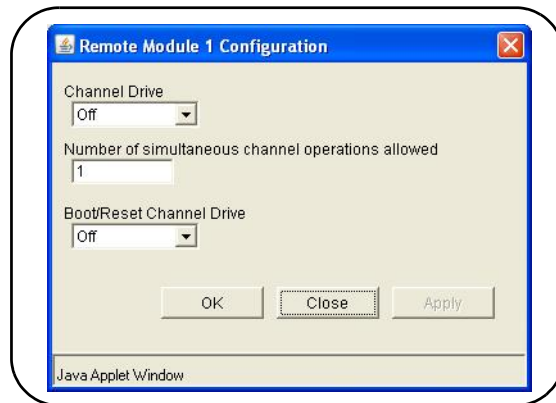 Remote Module 1 Configuration
Channel Drive
Off
Number of simultaneous channel operations allowed
1
Boot/Reset Channel Drive
Off
OK Close Apply
Java Applet Window